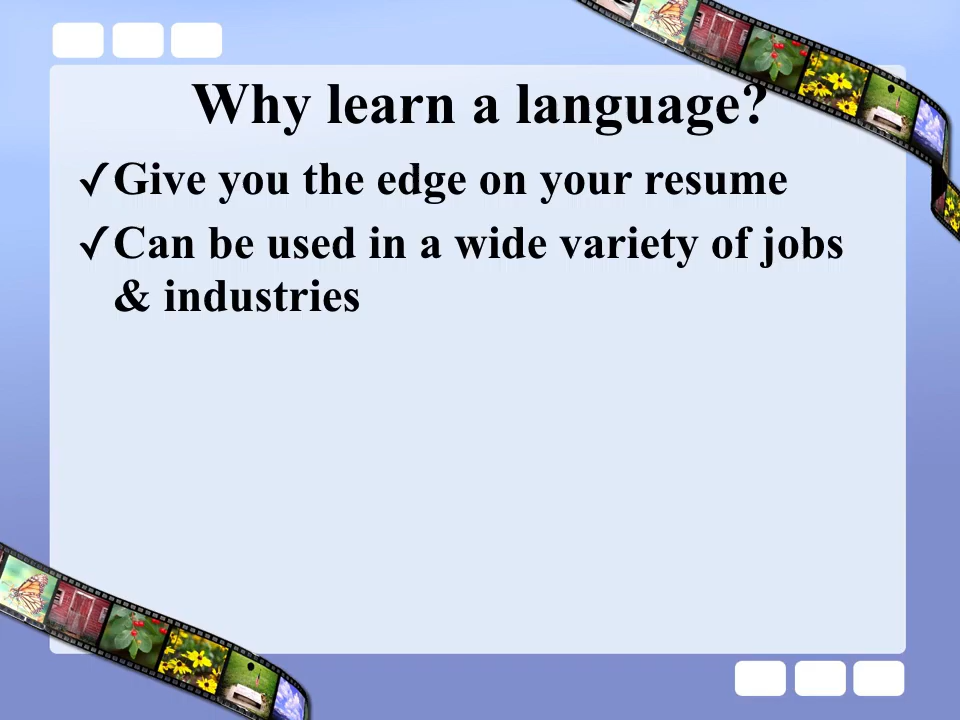 Why learn a language?
✓Give you the edge on your resume
✓Can be used in a wide variety of jobs
& industries